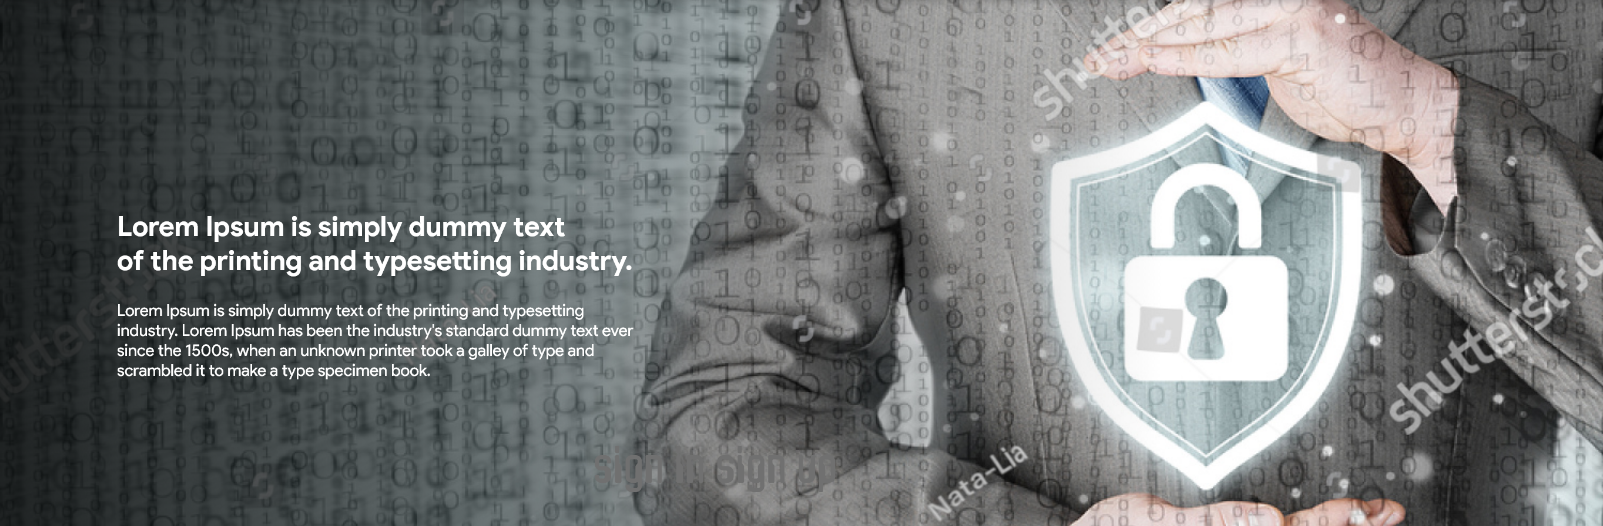 Lorem Ipsum is simply dummy text
of the printing and typesetting industry.
Lorem Ipsum is simply dummy text of the printing and typesetting
industry. Lorem Ipsum has been the industry's standard dummy text ever
since the 1500s, when an unknown printer took a galley of type and
scrambled it to make a type specimen book.
shutterst
shutterst.c
Nata-Lia